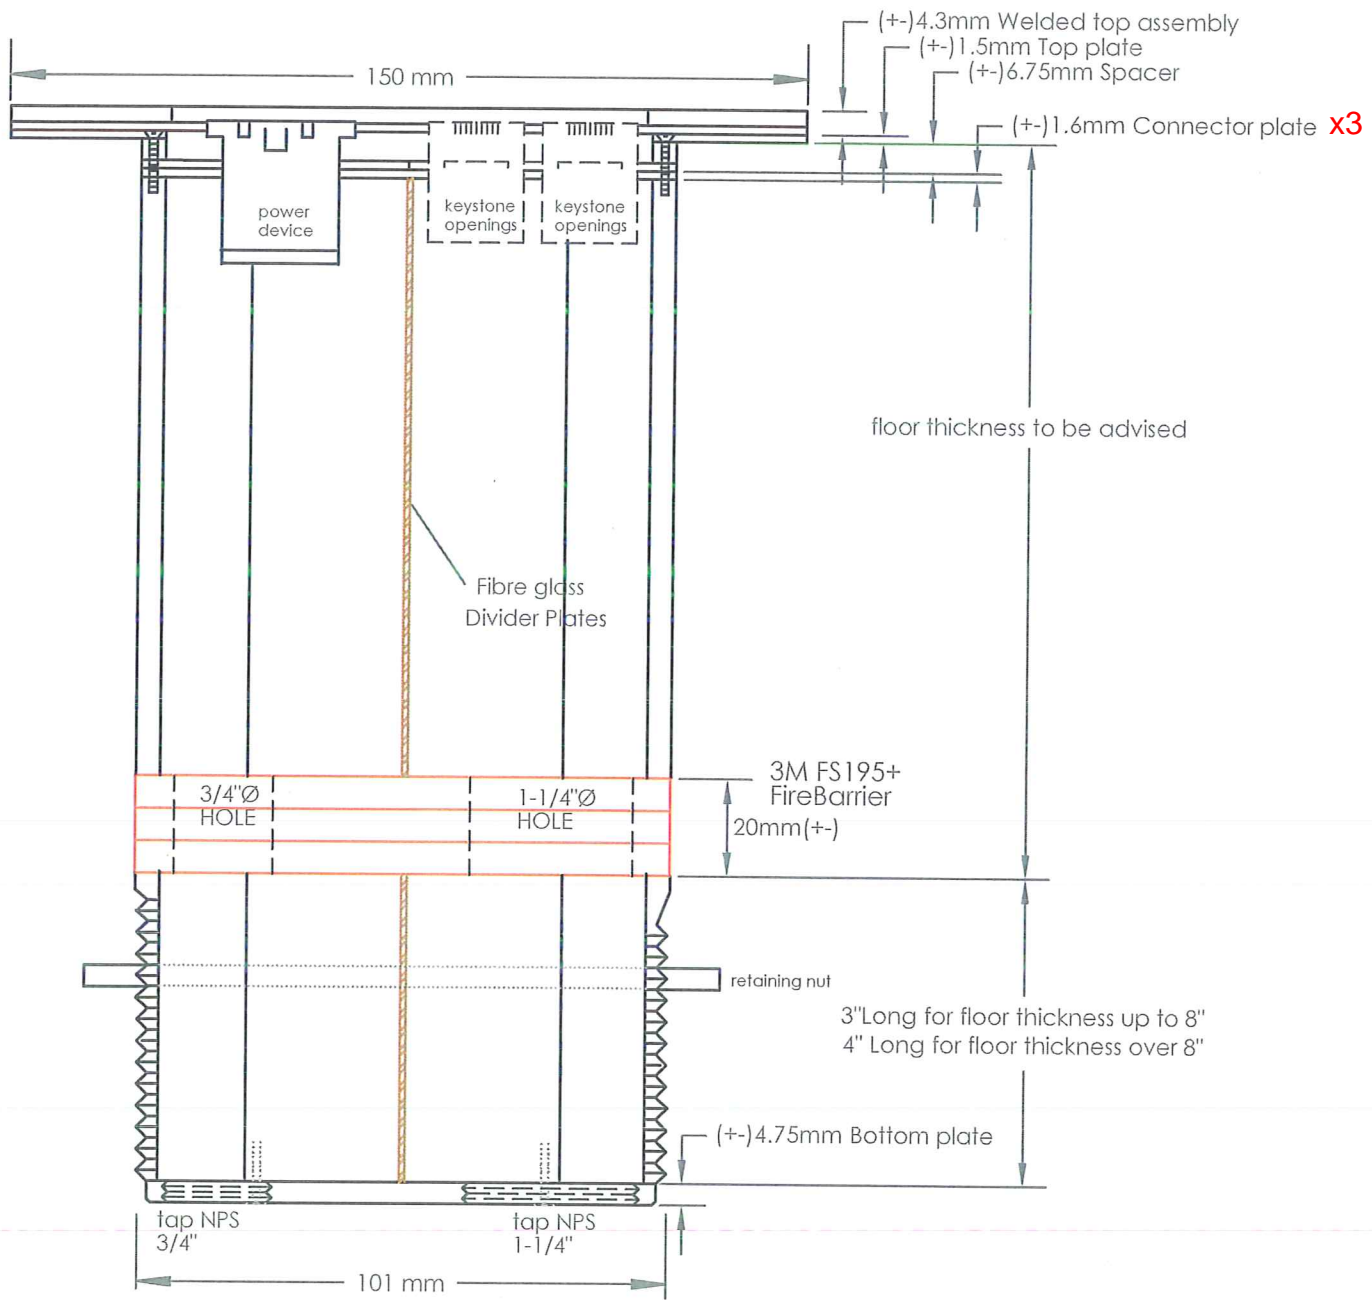 (+-)4.3mm Welded top assembly
(+-)1.5mm Top plate
(+-)6.75mm Spacer
150 mm
(+-)1.6mm Connector plate x3
power
device
keystone
openings
keystone
openings
floor thickness to be advised
Fibre glass
Divider Plates
3/4"Ø
HOLE
1-1/4"Ø
HOLE
3M FS195+
FireBarrier
20mm(+-)
retaining nut
3"Long for floor thickness up to 8"
4" Long for floor thickness over 8"
(+-)4.75mm Bottom plate
tap NPS
3/4"
tap NPS
1-1/4"
101 mm